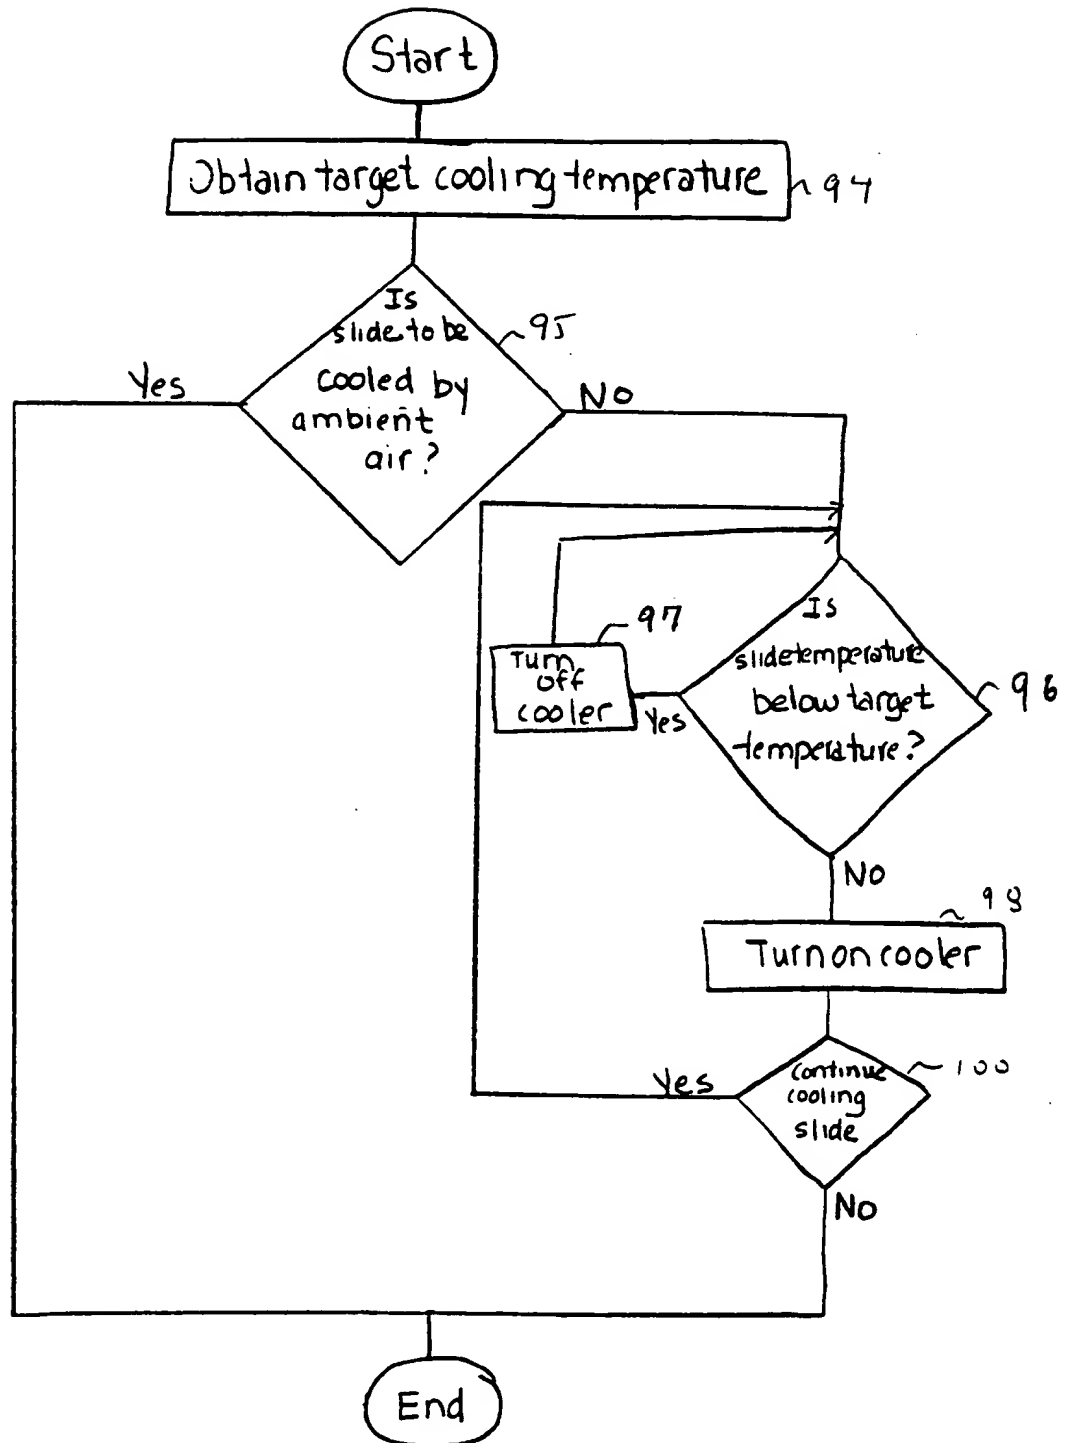 Start
Obtain target cooling temperature
94
Is
slide to be
cooled by
ambient
air?
95
Yes
No
97
Turn
off
cooler
Yes
Is
slide temperature
below target
temperature?
96
No
98
Turn on cooler
continue
cooling
slide
100
Yes
No
End